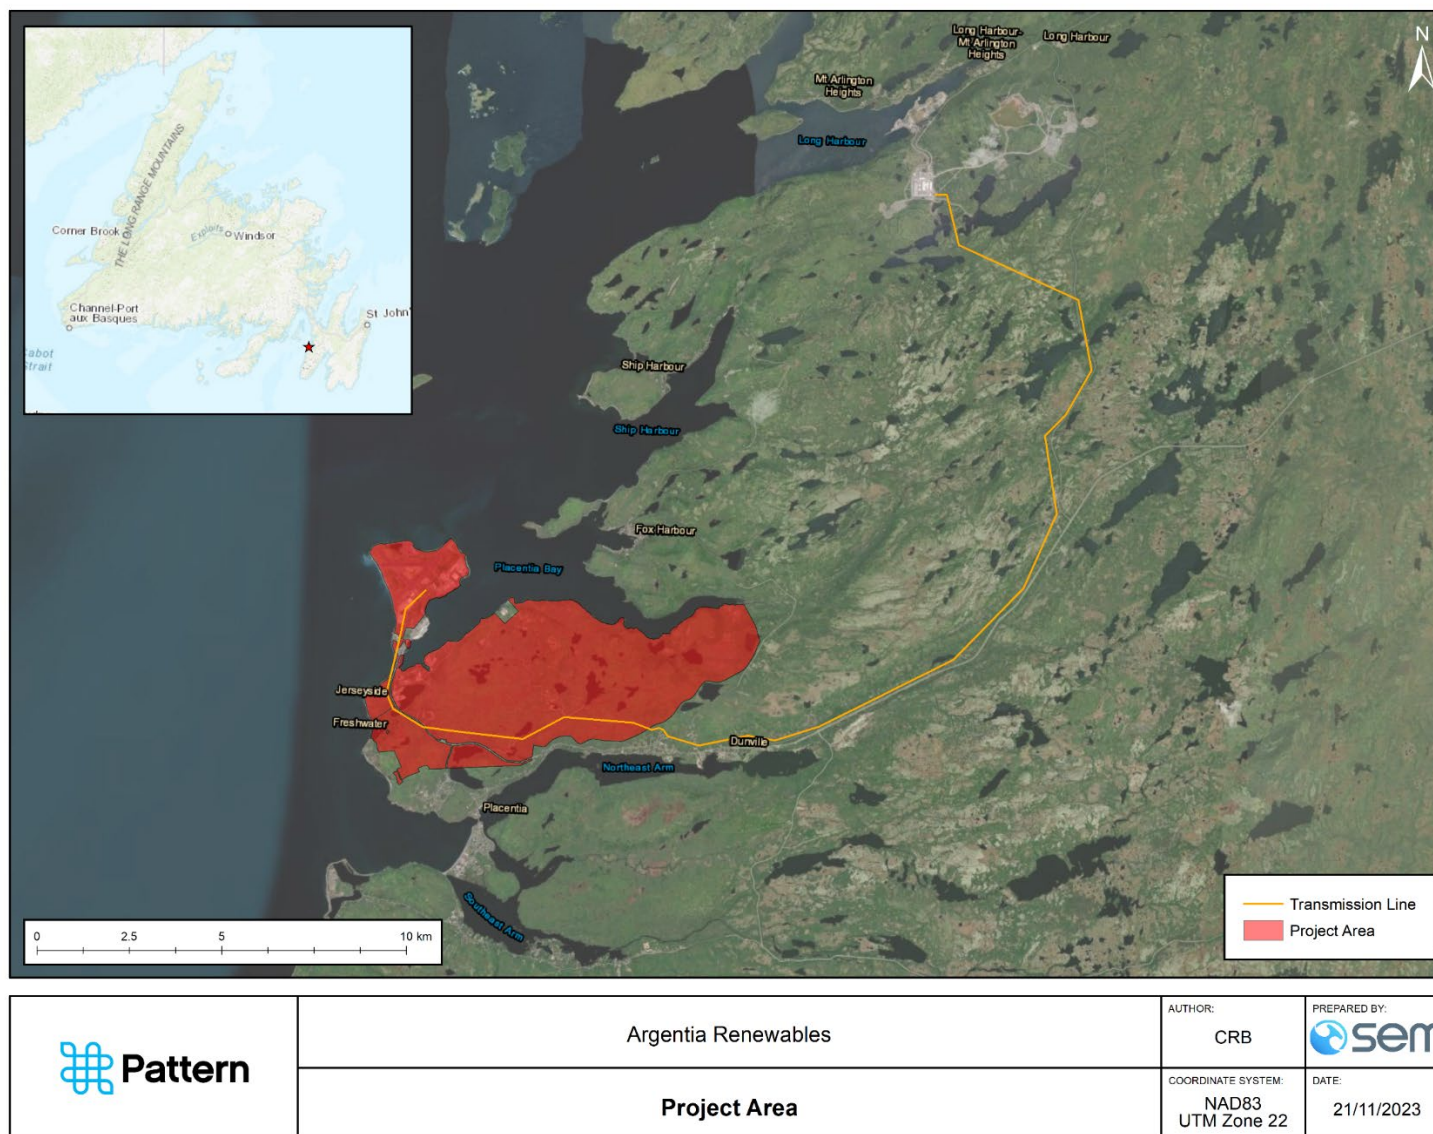 Long Harbour-
Mt Arlington
Heights
Long Harbour
N
Mt Arlington
Heights
Long Harbour
THE LONG RANGE MOUNTAINS
Corner Brook
Exploits
Windsor
Channel-Port
aux Basques
St John'
Cabot
Strait
Ship Harbour
Ship Harbour
Fox Harbour
Placentia Bay
Jerseyside
Freshwater
Dunville
Northeast Arm
Placentia
Southeast Arm
0 2.5 5 10 km
Transmission Line
Project Area
Pattern
Argentia Renewables
Project Area
AUTHOR:
CRB
PREPARED BY:
sem
COORDINATE SYSTEM:
NAD83
UTM Zone 22
DATE:
21/11/2023